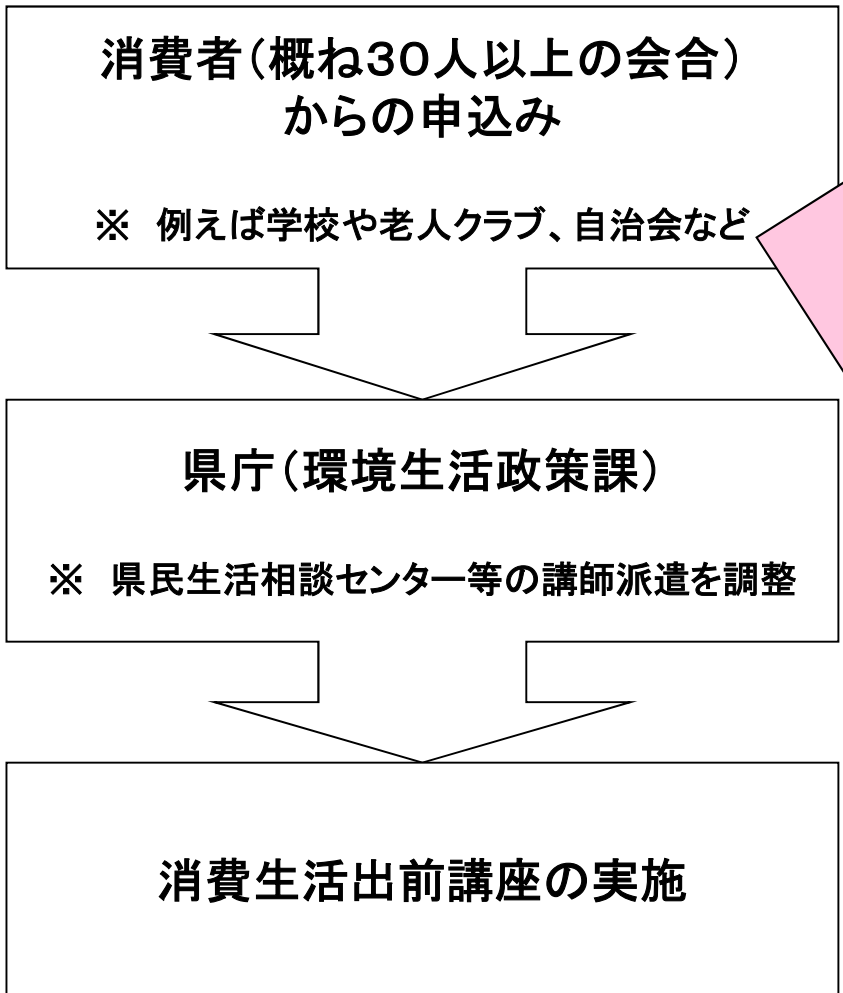 消費者（概ね３０人以上の会合）
からの申込み
※　例えば学校や老人クラブ、自治会など
県庁（環境生活政策課）
※　県民生活相談センター等の講師派遣を調整
消費生活出前講座の実施